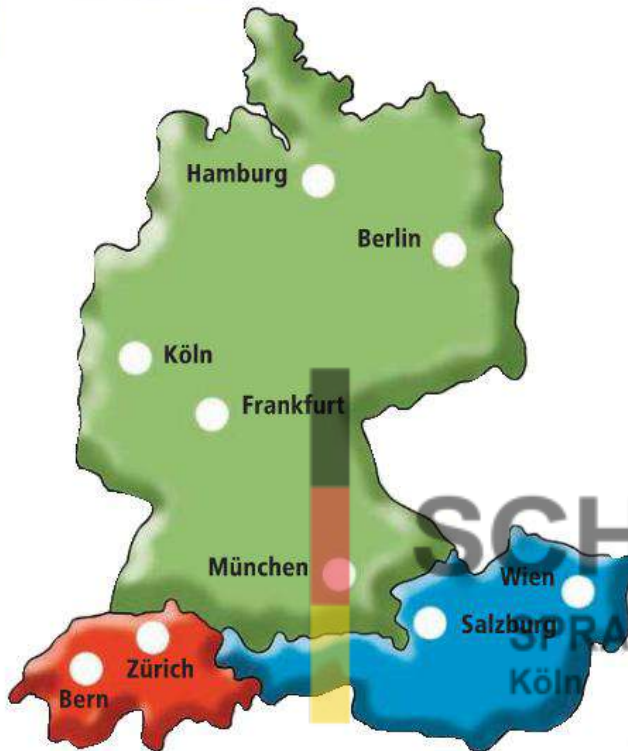 Hamburg
Berlin
Köln
Frankfurt
SCH
München
Wien
Salzburg
SPRA
Zürich
Bern
Köln